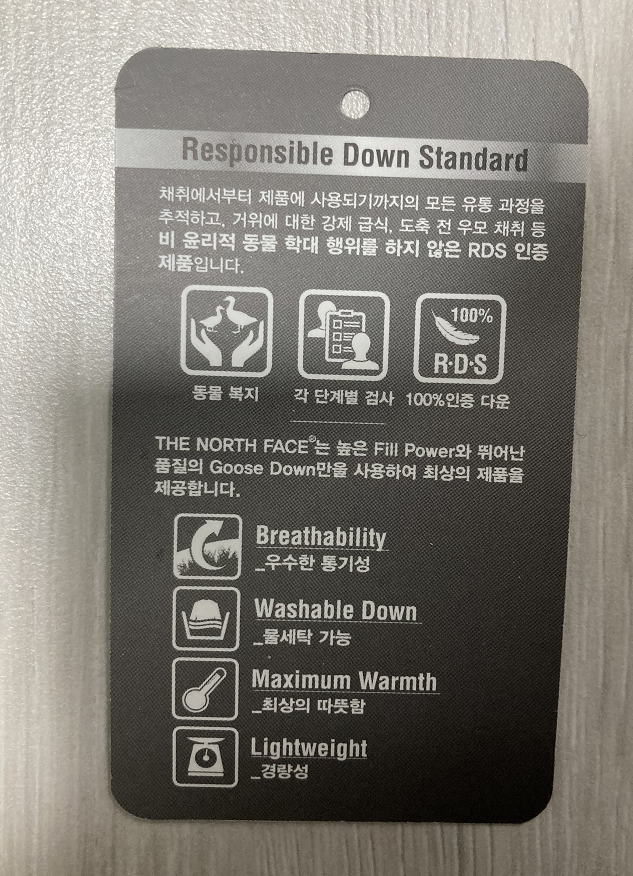 Responsible Down Standard
채취에서부터 제품에 사용되기까지의 모든 유통 과정을
추적하고, 거위에 대한 강제 급식, 도축 전 우모 채취 등
비 윤리적 동물 학대 행위를 하지 않은 RDS 인증
제품입니다.
100%
R·D·S
동물 복지 각 단계별 검사 100%인증 다운
THE NORTH FACE®는 높은 Fill Power와 뛰어난
품질의 Goose Down만을 사용하여 최상의 제품을
제공합니다.
Breathability
_우수한 통기성
Washable Down
_물세탁 가능
Maximum Warmth
_최상의 따뜻함
Lightweight
_경량성